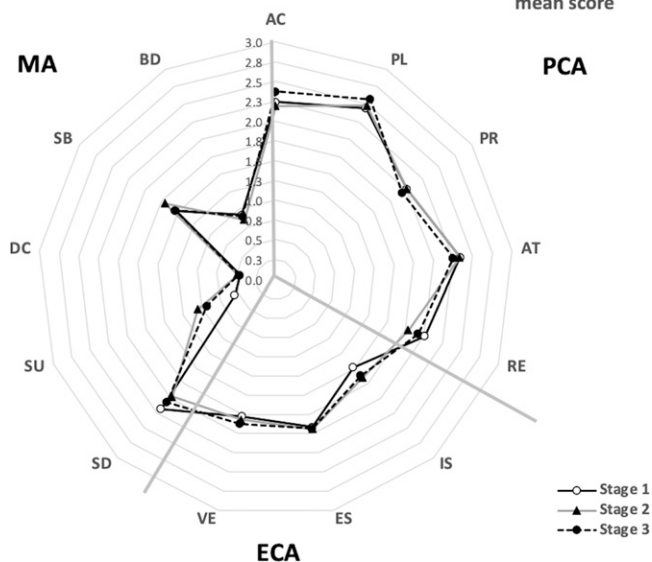 mean score
AC
PL
PCA
PR
AT
RE
IS
ES
ECA
VE
SD
SU
DC
SB
MA
BD
3.0
2.8
2.5
2.3
2.0
1.8
1.5
1.3
1.0
0.8
0.5
0.3
0.0
Stage 1
Stage 2
Stage 3